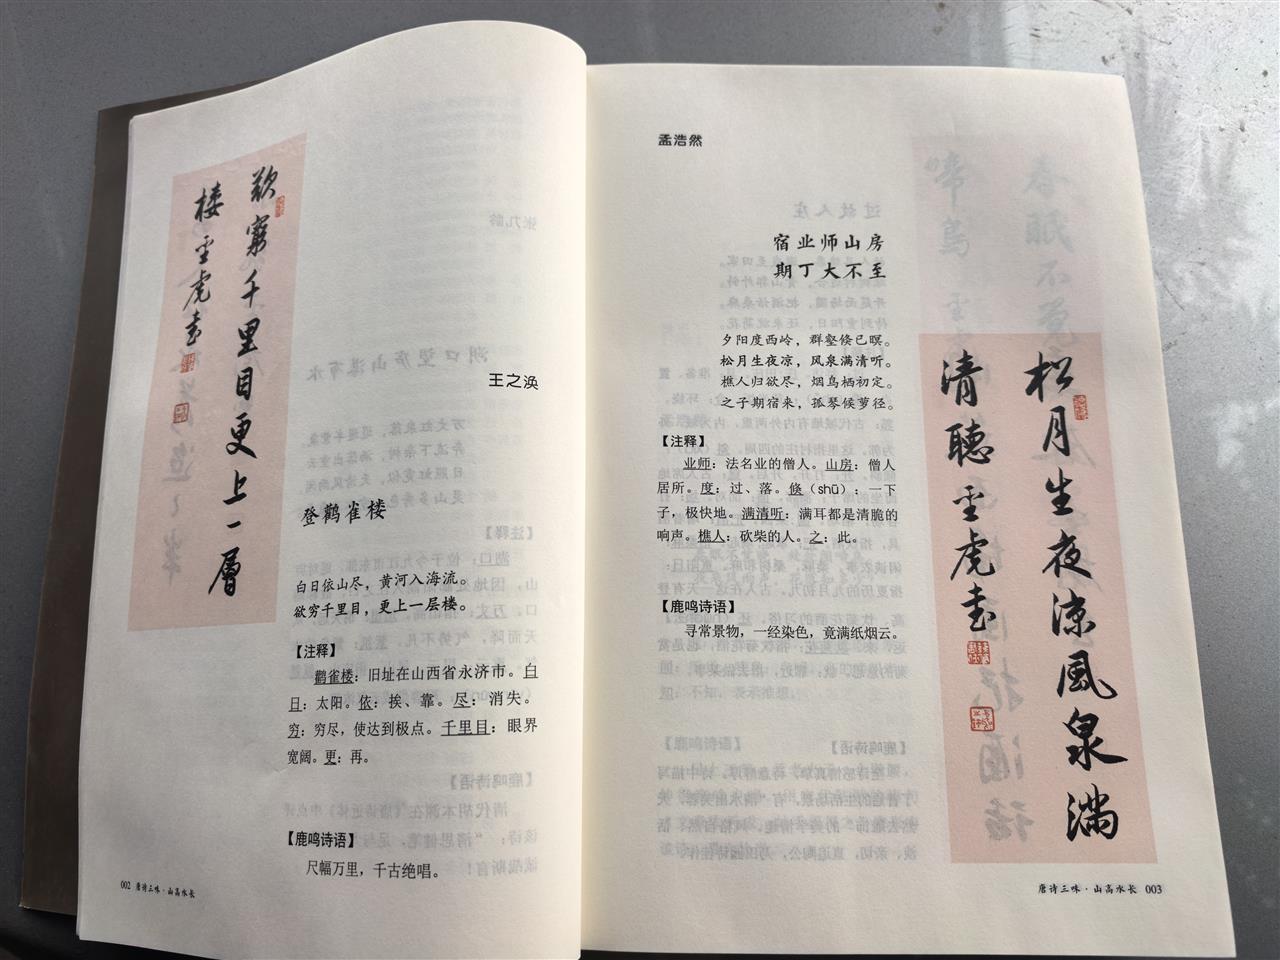 欲穷千里目更上一層
楼 玊虎書
王之涣
登鹳雀楼
白日依山尽，黄河入海流。
欲穷千里目，更上一层楼。
【注释】
鹳雀楼：旧址在山西省永济市。白
日：太阳。依：挨、靠。尽：消失。
穷：穷尽，使达到极点。千里目：眼界
宽阔。更：再。
【鹿鸣诗语】
尺幅万里，千古绝唱。
002 唐诗三味·山高水长
孟浩然
宿业师山房
期丁大不至
夕阳度西岭，群壑倏已暝。
松月生夜凉，风泉满清听。
樵人归欲尽，烟鸟栖初定。
之子期宿来，孤琴候萝径。
【注释】
业师：法名业的僧人。山房：僧人
居所。度：过、落。倏（shū）：一下
子，极快地。满清听：满耳都是清脆的
响声。樵人：砍柴的人。之：此。
【鹿鸣诗语】
寻常景物，一经染色，竟满纸烟云。
松月生夜凉風泉满
清聽 玊虎書
唐诗三味·山高水长 003